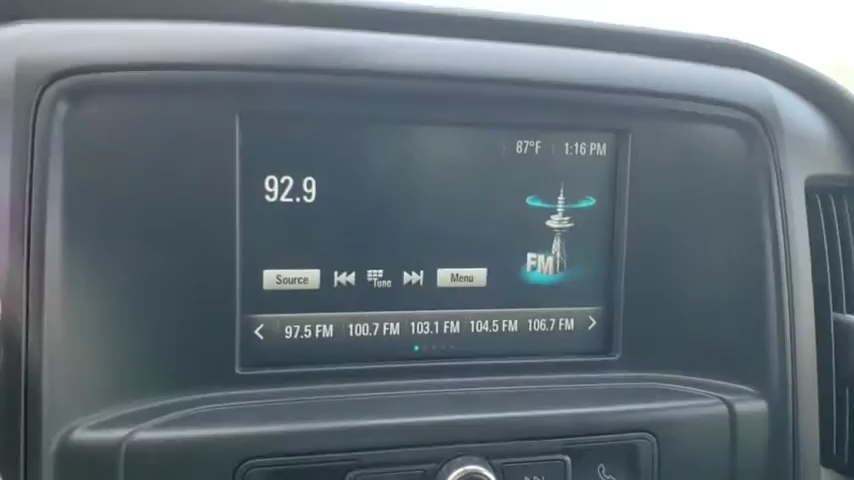 87°F 1:16 PM
92.9
FM
Source Tune Menu
97.5 FM 100.7 FM 103.1 FM 104.5 FM 106.7 FM